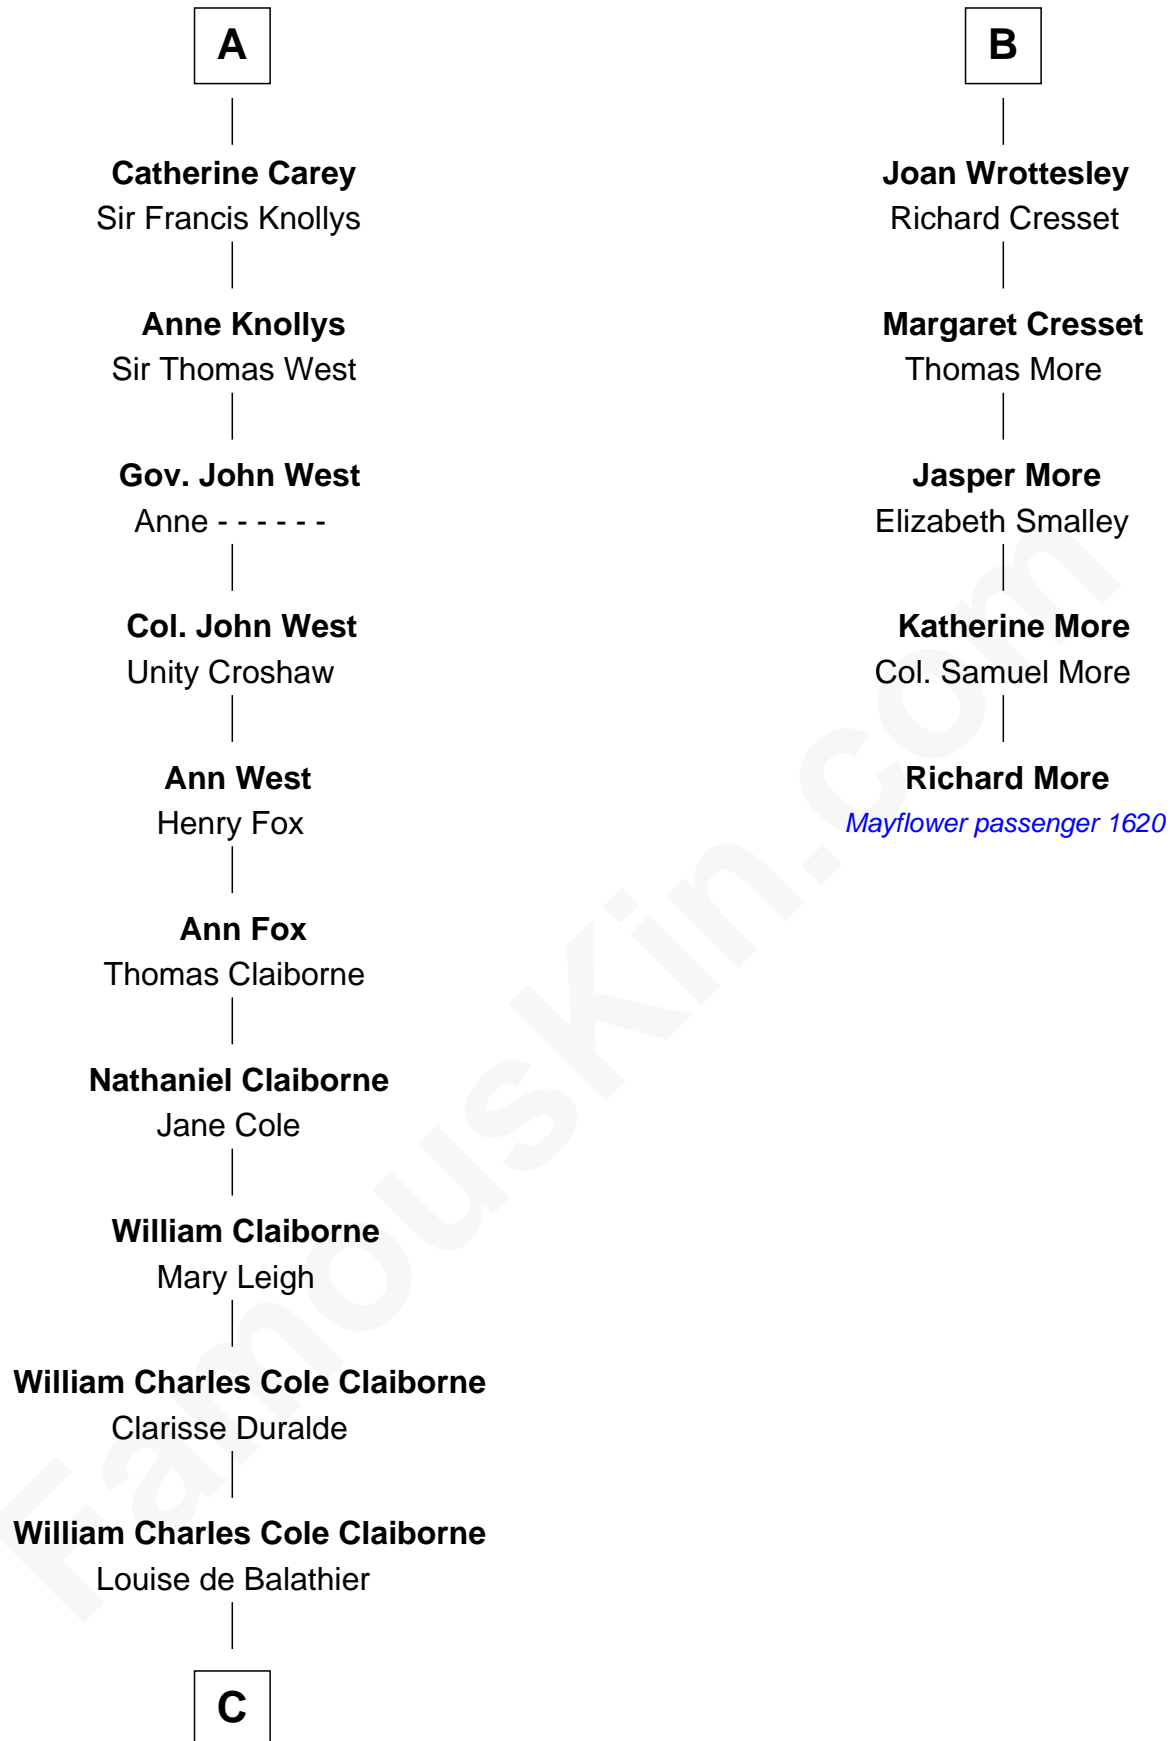 A
Catherine Carey
Sir Francis Knollys
Anne Knollys
Sir Thomas West
Gov. John West
Anne - - - - - -
Col. John West
Unity Croshaw
Ann West
Henry Fox
Ann Fox
Thomas Claiborne
Nathaniel Claiborne
Jane Cole
William Claiborne
Mary Leigh
William Charles Cole Claiborne
Clarisse Duralde
William Charles Cole Claiborne
Louise de Balathier
C
B
Joan Wrottesley
Richard Cresset
Margaret Cresset
Thomas More
Jasper More
Elizabeth Smalley
Katherine More
Col. Samuel More
Richard More
Mayflower passenger 1620
FamousKin.com